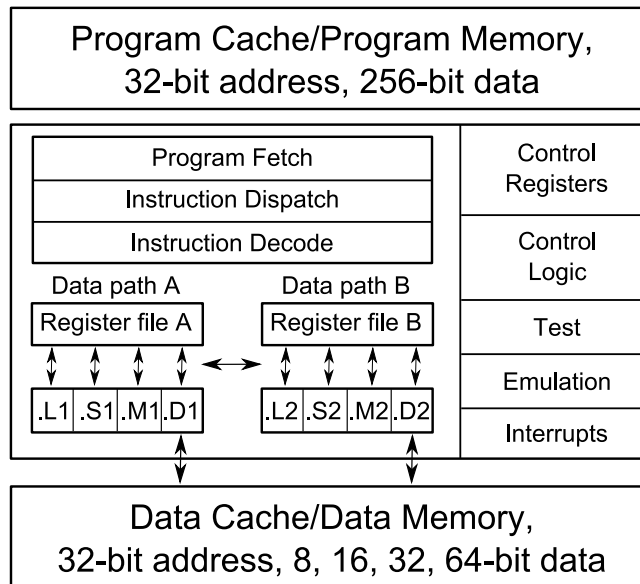 Program Cache/Program Memory,
32-bit address, 256-bit data
Program Fetch
Instruction Dispatch
Instruction Decode
Data path A
Data path B
Register file A
Register file B
.L1 .S1 .M1 .D1
.L2 .S2 .M2 .D2
Control
Registers
Control
Logic
Test
Emulation
Interrupts
Data Cache/Data Memory,
32-bit address, 8, 16, 32, 64-bit data